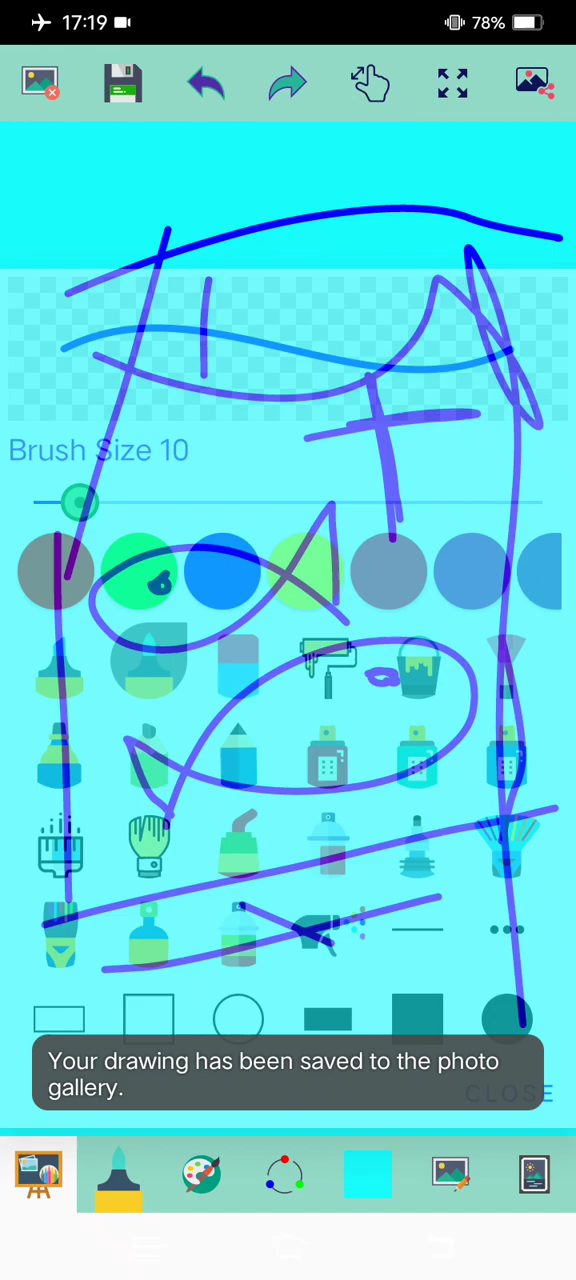 17:19
78%
Brush Size 10
Your drawing has been saved to the photo
gallery.
CLOSE